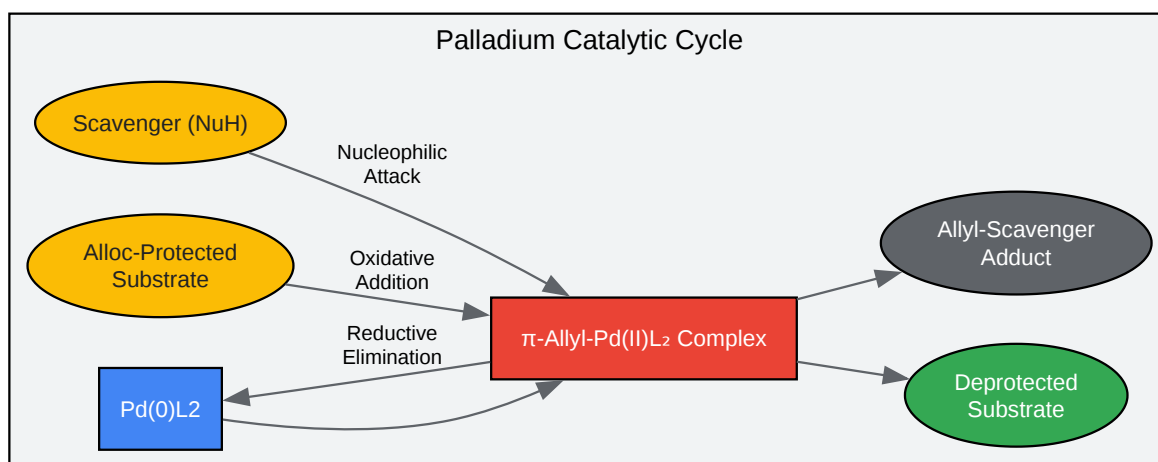 Palladium Catalytic Cycle
Scavenger (NuH)
Nucleophilic
Attack
Alloc-Protected
Substrate
Oxidative
Addition
Allyl-Scavenger
Adduct
Reductive
Elimination
π-Allyl-Pd(II)L₂ Complex
Pd(0)L2
Deprotected
Substrate